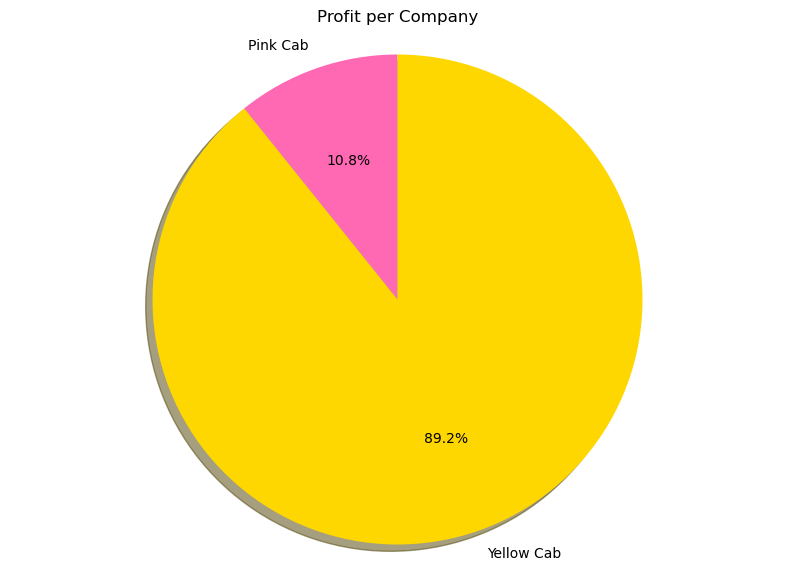 Profit per Company
Pink Cab
10.8%
89.2%
Yellow Cab